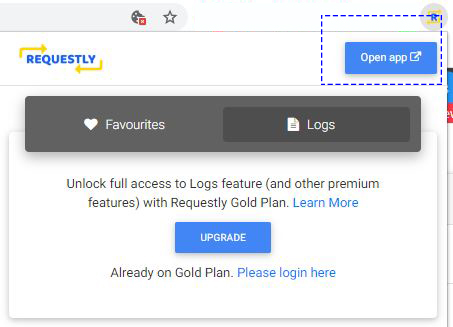 R
REQUESTLY
Open app
Favourites
Logs
Unlock full access to Logs feature (and other premium
features) with Requestly Gold Plan. Learn More
UPGRADE
Already on Gold Plan. Please login here